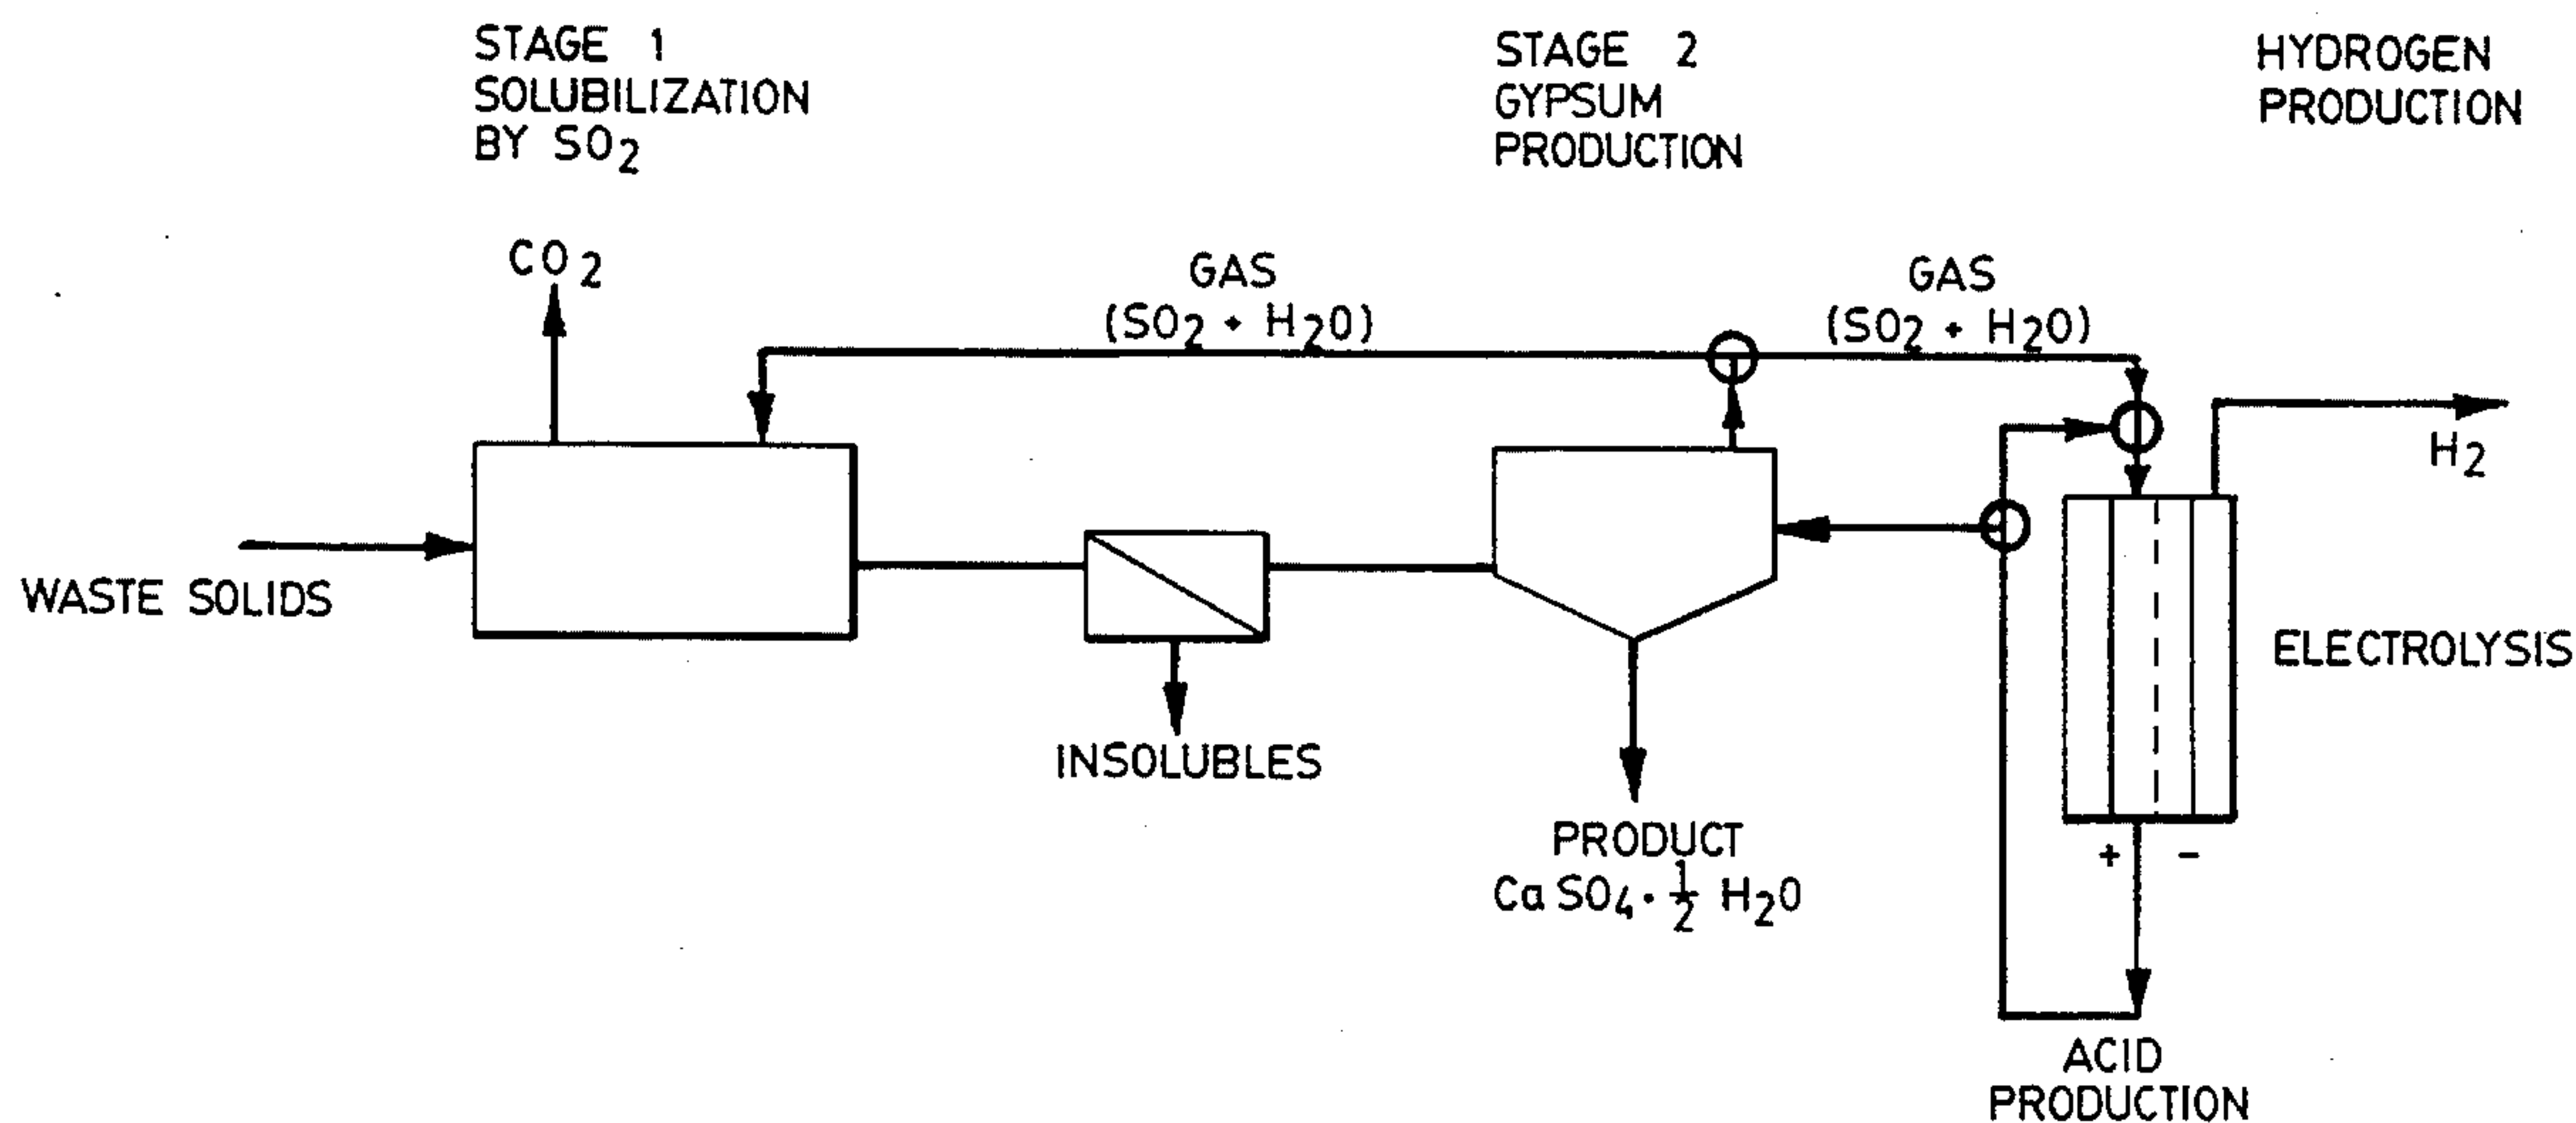 STAGE 1
SOLUBILIZATION
BY SO2
STAGE 2
GYPSUM
PRODUCTION
HYDROGEN
PRODUCTION
CO2
GAS
(SO2 + H2O)
GAS
(SO2 + H2O)
H2
WASTE SOLIDS
ELECTROLYSIS
INSOLUBLES
PRODUCT
CaSO4 · 1/2 H2O
+ -
ACID
PRODUCTION